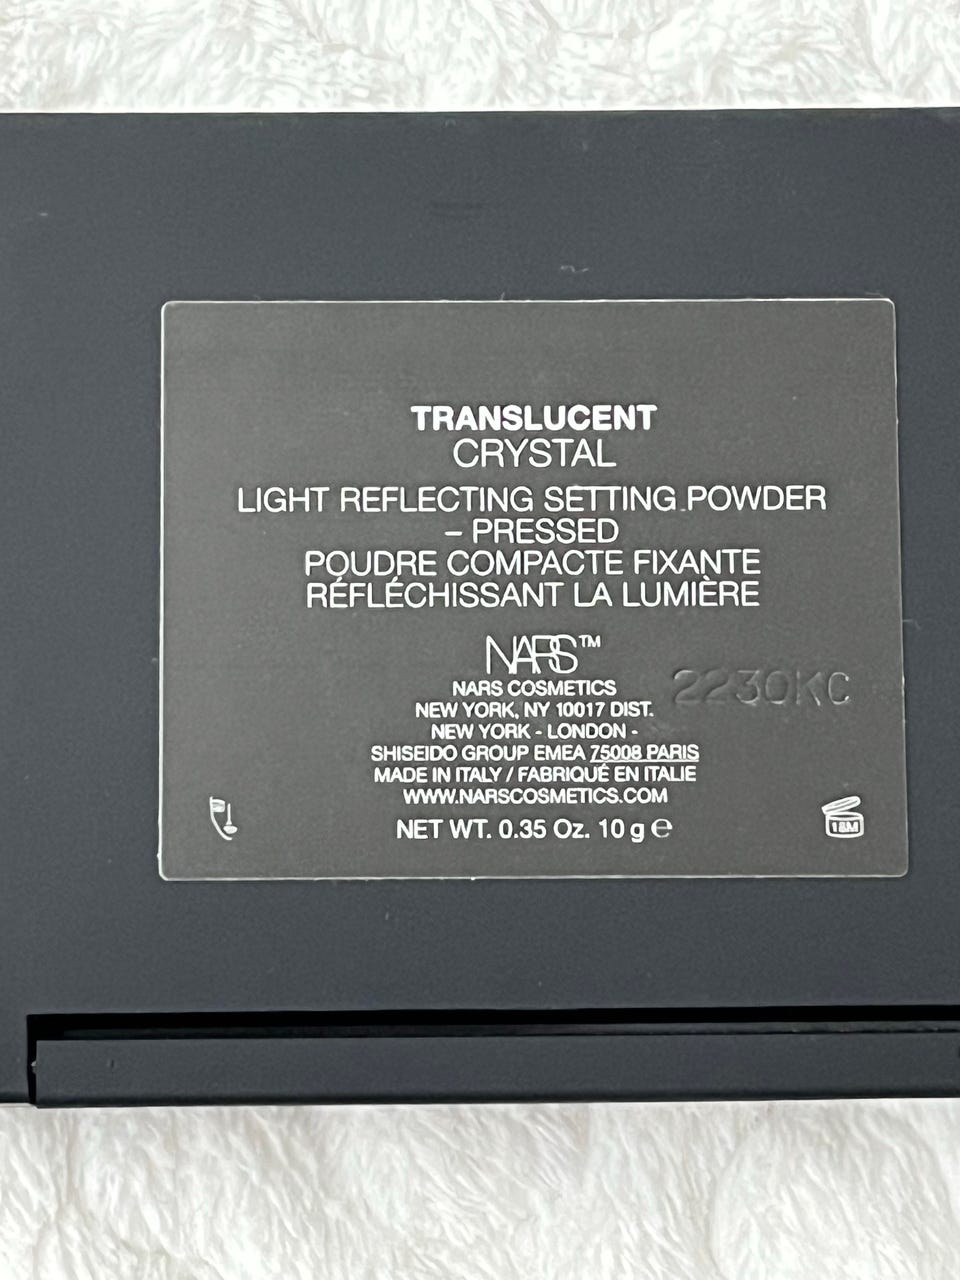 TRANSLUCENT
CRYSTAL
LIGHT REFLECTING SETTING POWDER
– PRESSED
POUDRE COMPACTE FIXANTE
RÉFLÉCHISSANT LA LUMIÈRE
NARS™
NARS COSMETICS
NEW YORK, NY 10017 DIST.
2230KC
NEW YORK - LONDON -
SHISEIDO GROUP EMEA 75008 PARIS
MADE IN ITALY / FABRIQUÉ EN ITALIE
WWW.NARSCOSMETICS.COM
NET WT. 0.35 Oz. 10 g ℮
18M